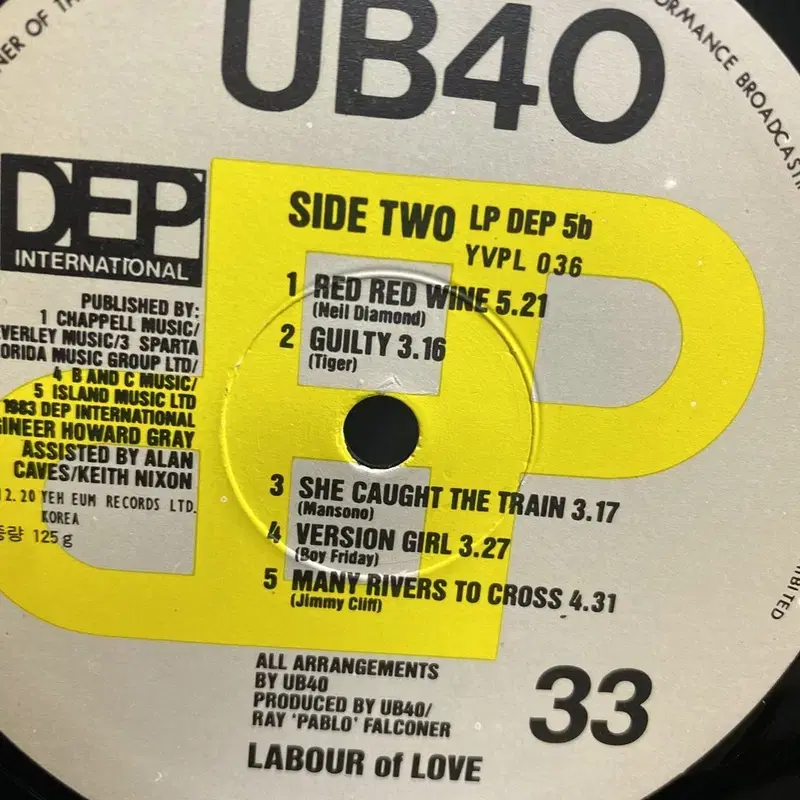 UB40
NER OF TH
ORMANCE BROADCASTIN
IBITED
DEP
INTERNATIONAL
SIDE TWO LP DEP 5b
YVPL 036
1 RED RED WINE 5.21
(Neil Diamond)
2 GUILTY 3.16
(Tiger)
3 SHE CAUGHT THE TRAIN 3.17
(Mansono)
4 VERSION GIRL 3.27
(Boy Friday)
5 MANY RIVERS TO CROSS 4.31
(Jimmy Cliff)
PUBLISHED BY:
1 CHAPPELL MUSIC/
VERLEY MUSIC/3 SPARTA
ORIDA MUSIC GROUP LTD/
4 B AND C MUSIC/
5 ISLAND MUSIC LTD
1983 DEP INTERNATIONAL
GINEER HOWARD GRAY
ASSISTED BY ALAN
CAVES/KEITH NIXON
12.20 YEH EUM RECORDS LTD.
KOREA
중량 125g
ALL ARRANGEMENTS
BY UB40
PRODUCED BY UB40/
RAY 'PABLO' FALCONER
33
LABOUR of LOVE